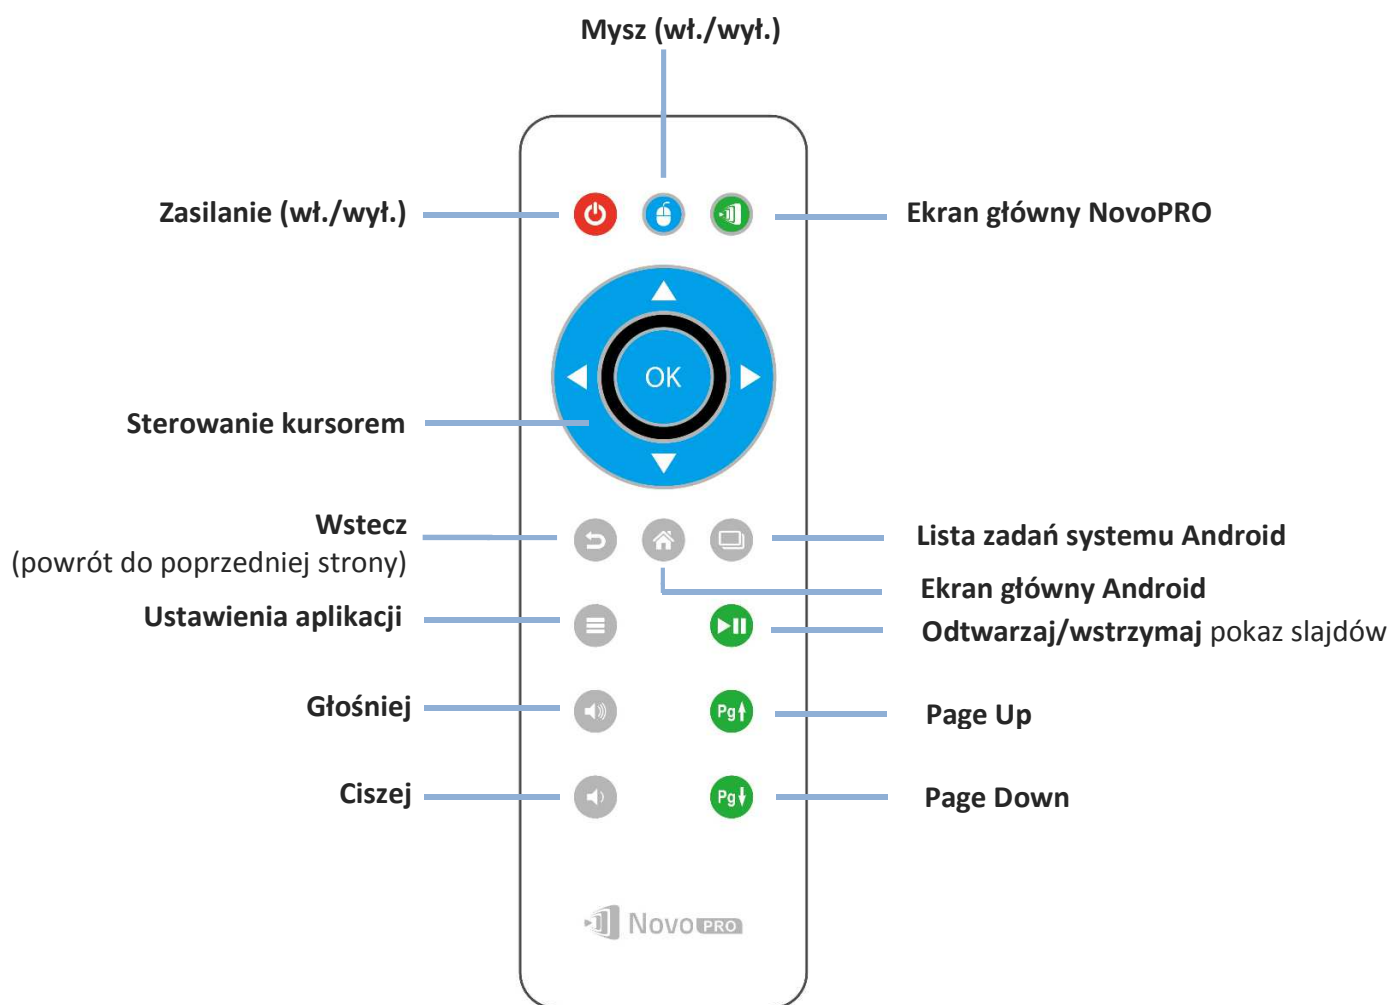 Mysz (wł./wył.)
Zasilanie (wł./wył.)
Ekran główny NovoPRO
OK
Sterowanie kursorem
Wstecz
(powrót do poprzedniej strony)
Lista zadań systemu Android
Ekran główny Android
Ustawienia aplikacji
Odtwarzaj/wstrzymaj pokaz slajdów
Głośniej
Pg
Page Up
Ciszej
Pg
Page Down
Novo PRO